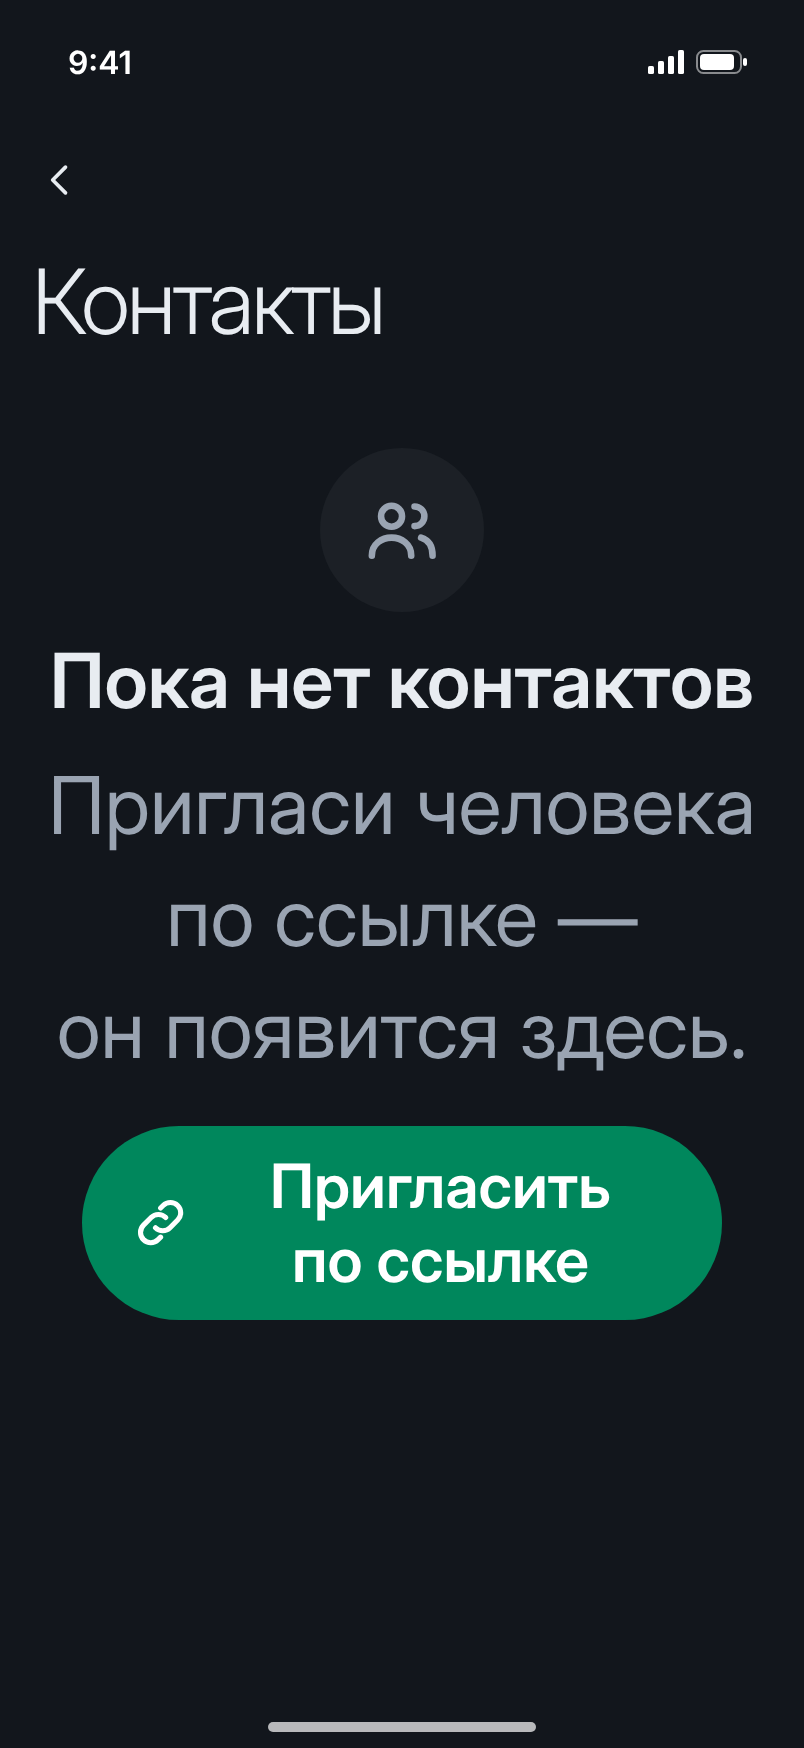 9:41
Контакты
Пока нет контактов
Пригласи человека
по ссылке —
он появится здесь.
Пригласить
по ссылке